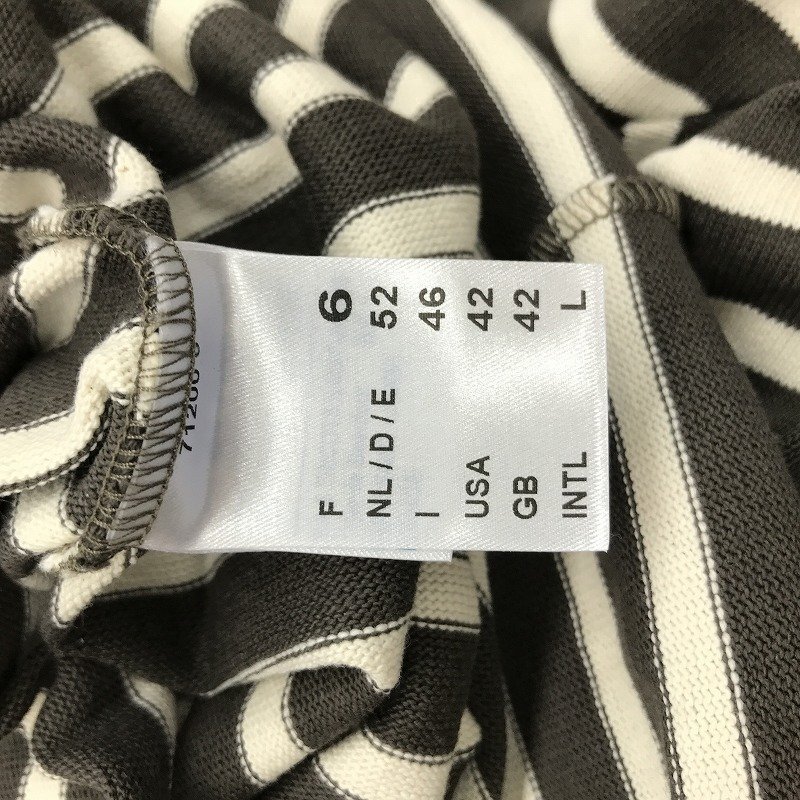 F 6
NL/D/E 52
I 46
USA 42
GB 42
INTL L